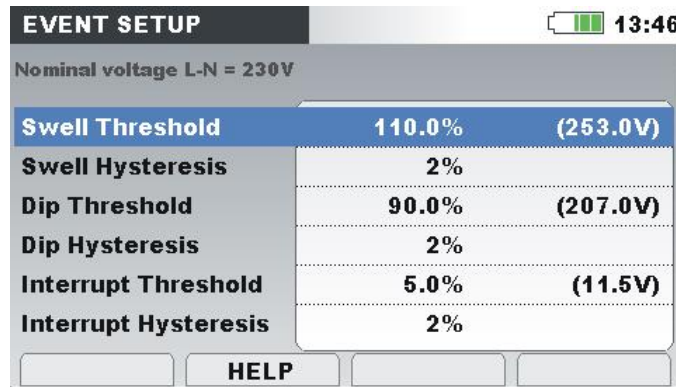 EVENT SETUP 13:46
Nominal voltage L-N = 230V
Swell Threshold 110.0% (253.0V)
Swell Hysteresis 2%
Dip Threshold 90.0% (207.0V)
Dip Hysteresis 2%
Interrupt Threshold 5.0% (11.5V)
Interrupt Hysteresis 2%
HELP